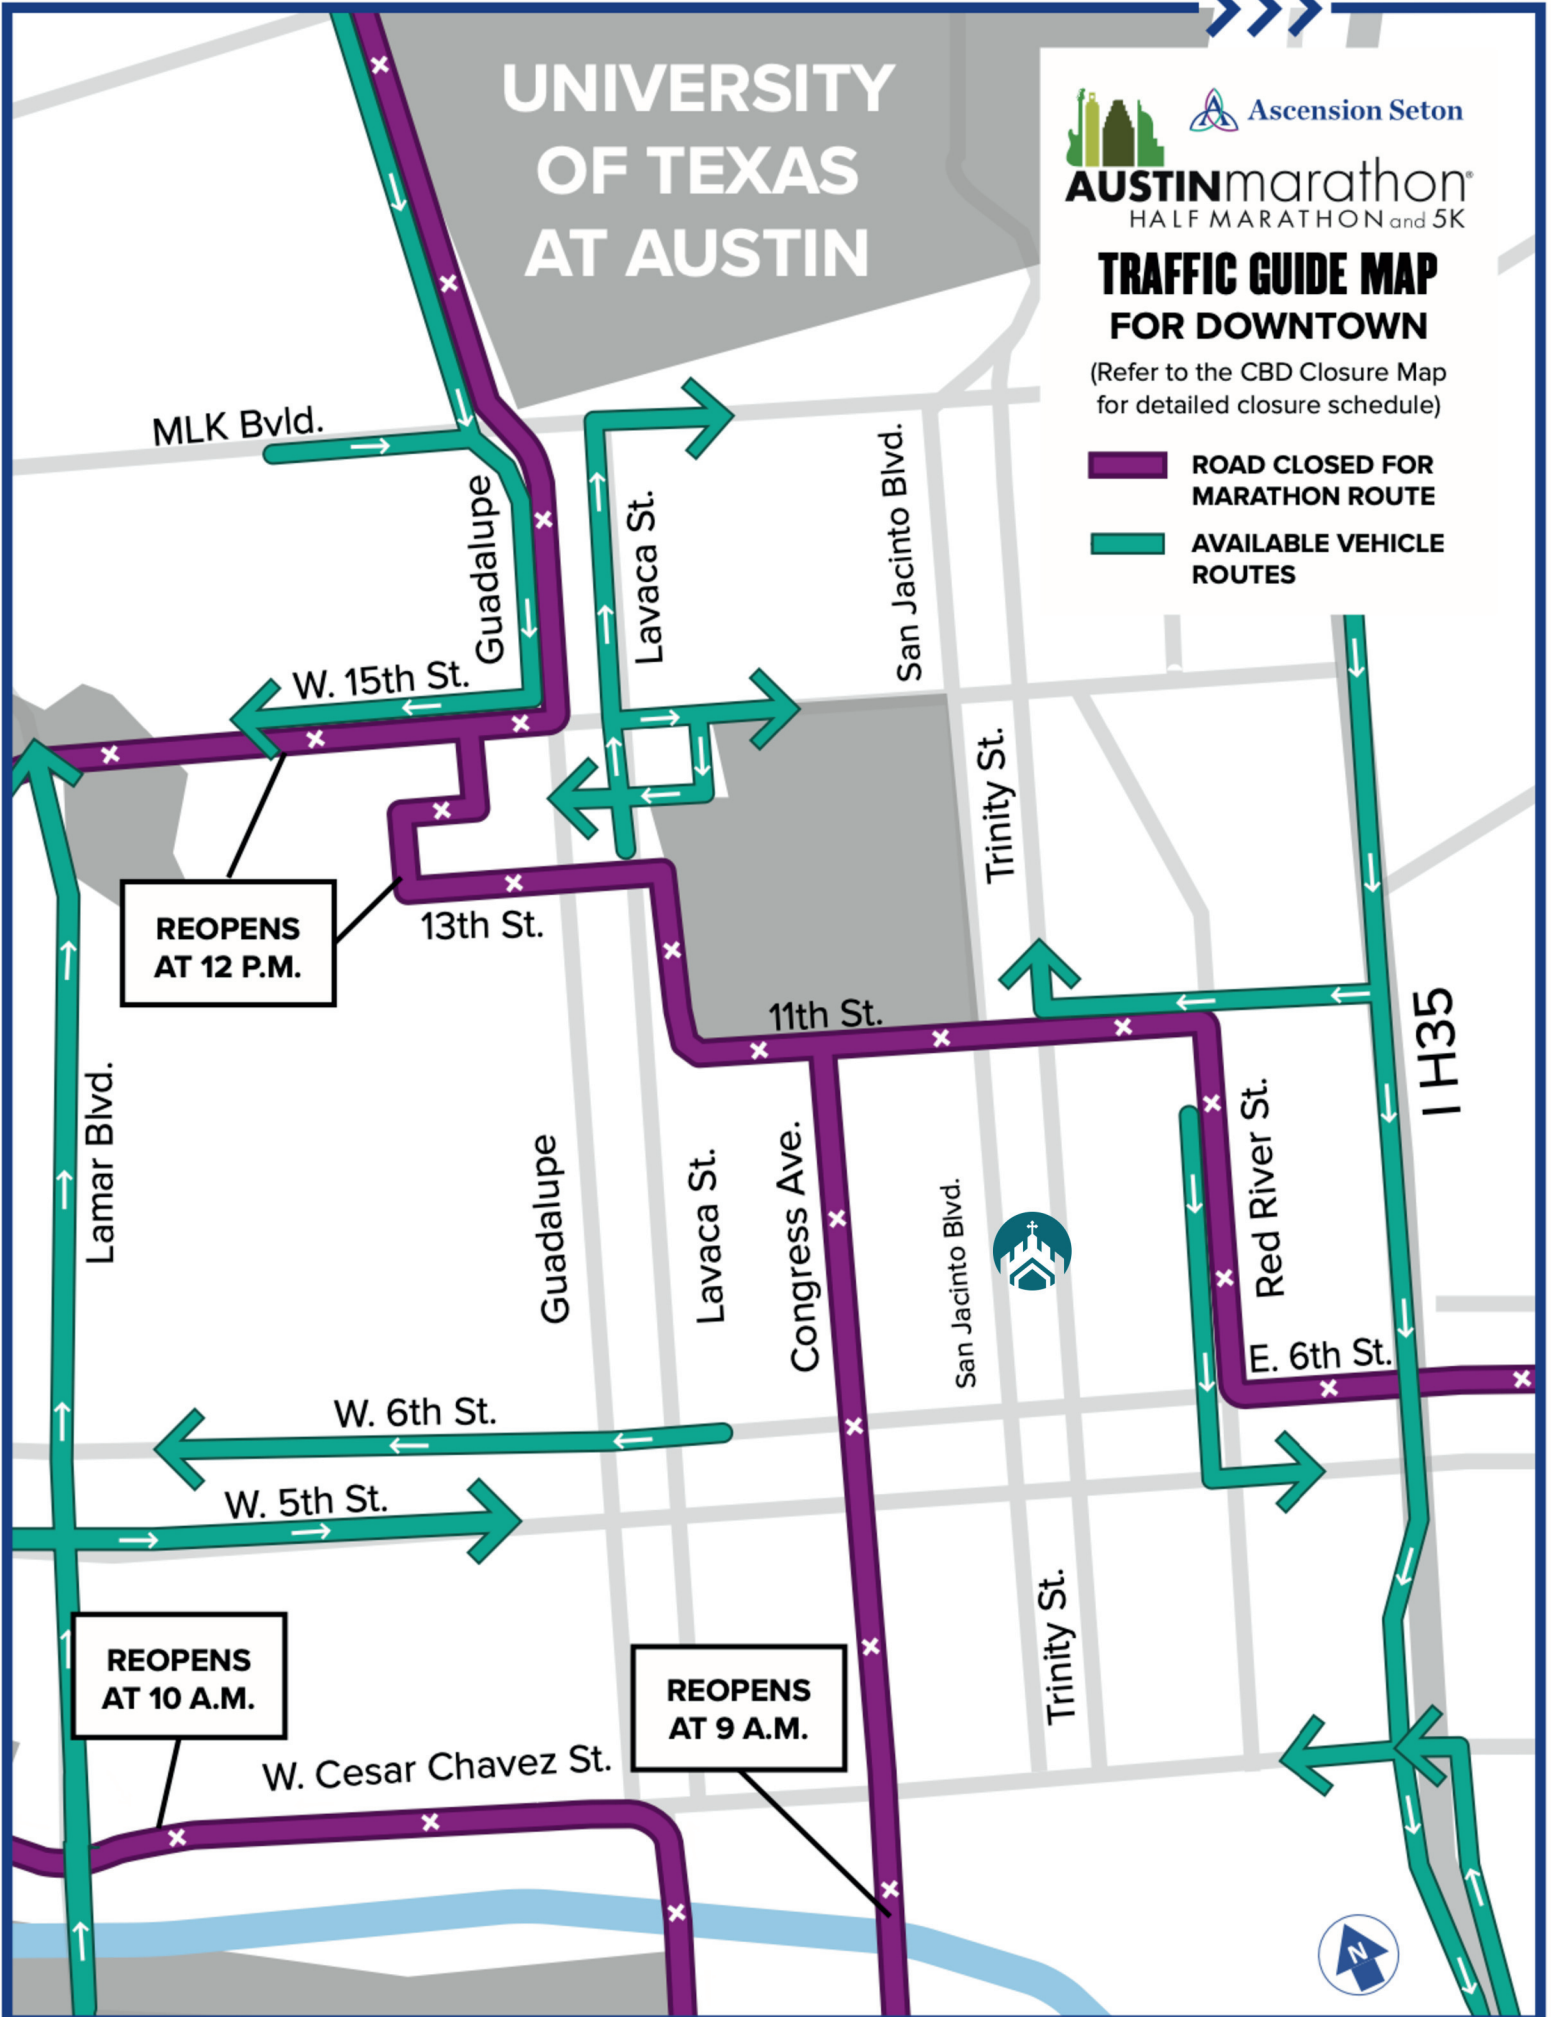 UNIVERSITY
OF TEXAS
AT AUSTIN
Ascension Seton
AUSTINmarathon®
HALF MARATHON and 5K
TRAFFIC GUIDE MAP
FOR DOWNTOWN
(Refer to the CBD Closure Map
for detailed closure schedule)
ROAD CLOSED FOR
MARATHON ROUTE
AVAILABLE VEHICLE
ROUTES
MLK Bvld.
Guadalupe
Lavaca St.
San Jacinto Blvd.
W. 15th St.
Trinity St.
REOPENS
AT 12 P.M.
13th St.
11th St.
I H35
Lamar Blvd.
Guadalupe
Lavaca St.
Congress Ave.
San Jacinto Blvd.
Red River St.
E. 6th St.
W. 6th St.
W. 5th St.
Trinity St.
REOPENS
AT 10 A.M.
REOPENS
AT 9 A.M.
W. Cesar Chavez St.
N